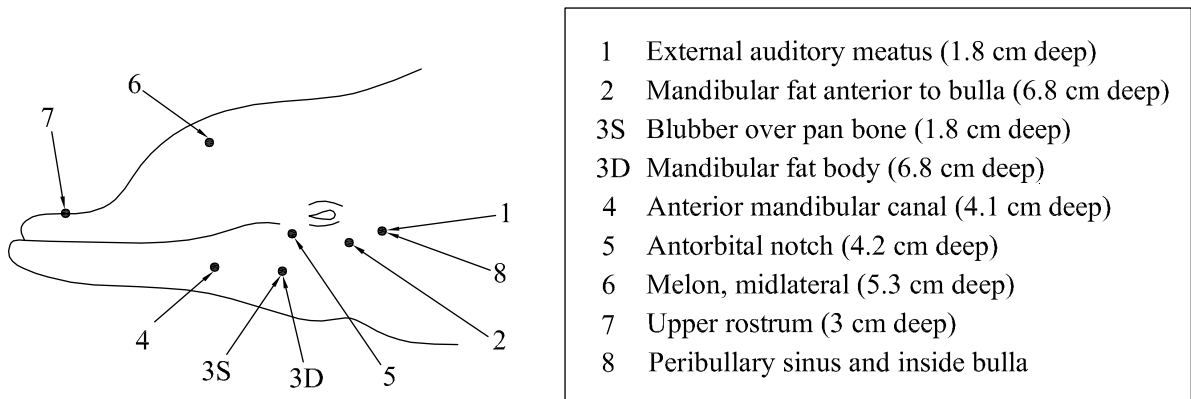 6
7
1
8
2
4
3S
3D
5
1 External auditory meatus (1.8 cm deep)
2 Mandibular fat anterior to bulla (6.8 cm deep)
3S Blubber over pan bone (1.8 cm deep)
3D Mandibular fat body (6.8 cm deep)
4 Anterior mandibular canal (4.1 cm deep)
5 Antorbital notch (4.2 cm deep)
6 Melon, midlateral (5.3 cm deep)
7 Upper rostrum (3 cm deep)
8 Peribullary sinus and inside bulla